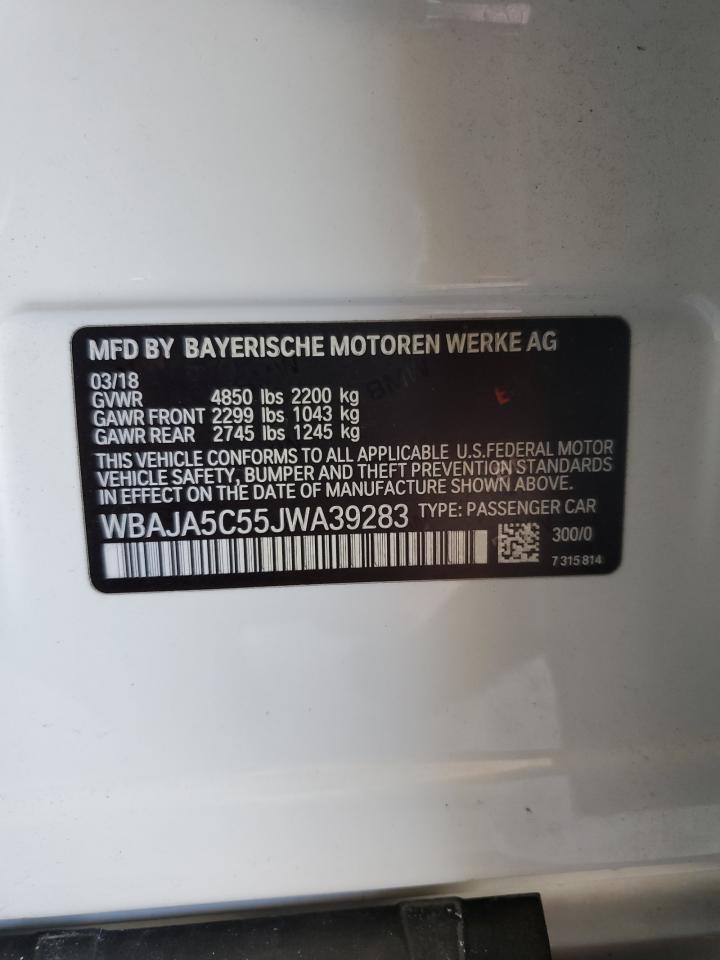 MFD BY BAYERISCHE MOTOREN WERKE AG
03/18
GVWR 4850 lbs 2200 kg
GAWR FRONT 2299 lbs 1043 kg
GAWR REAR 2745 lbs 1245 kg
THIS VEHICLE CONFORMS TO ALL APPLICABLE U.S.FEDERAL MOTOR
VEHICLE SAFETY, BUMPER AND THEFT PREVENTION STANDARDS
IN EFFECT ON THE DATE OF MANUFACTURE SHOWN ABOVE.
WBAJA5C55JWA39283 TYPE: PASSENGER CAR
300/0
7 315 814